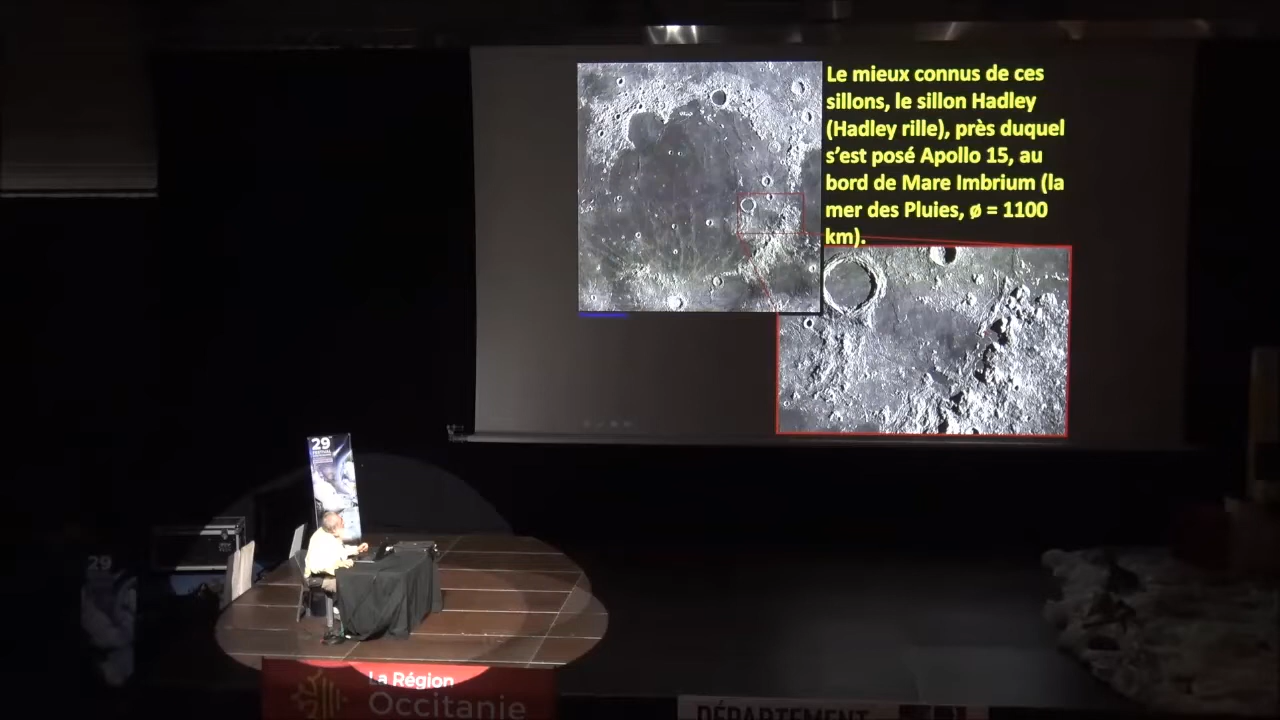 Le mieux connus de ces
sillons, le sillon Hadley
(Hadley rille), près duquel
s'est posé Apollo 15, au
bord de Mare Imbrium (la
mer des Pluies, ø = 1100
km).
29
29
La Région
Occitanie
DÉPARTEMENT